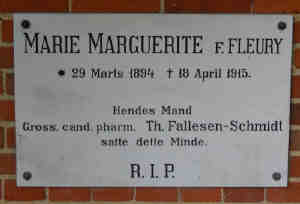 MARIE MARGUERITE F. FLEURY
* 29 Marts 1894 † 18 April 1915.
Hendes Mand
Gross. cand. pharm. Th. Fallesen-Schmidt
satte dette Minde.
R.I.P.